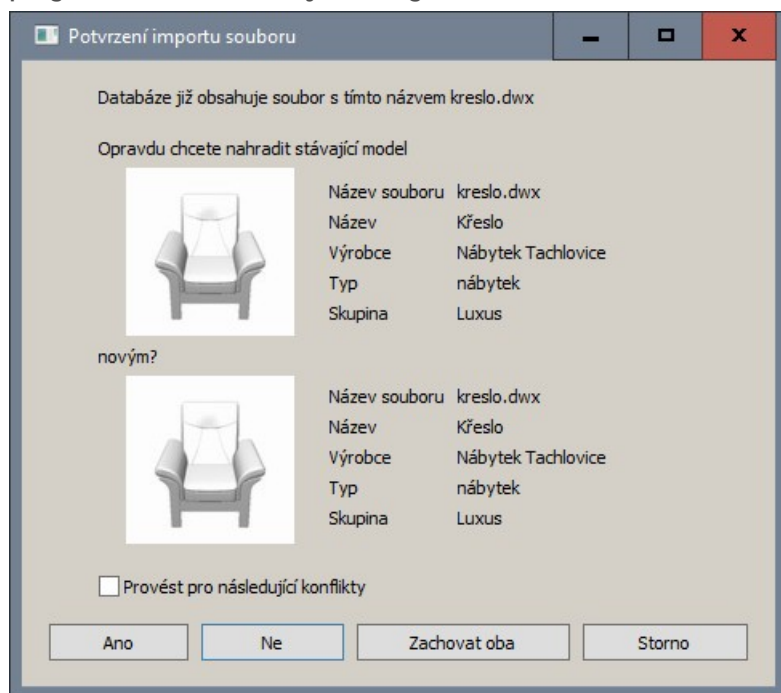 Potvrzení importu souboru
Databáze již obsahuje soubor s tímto názvem kreslo.dwx
Opravdu chcete nahradit stávající model
Název souboru kreslo.dwx
Název Křeslo
Výrobce Nábytek Tachlovice
Typ nábytek
Skupina Luxus
novým?
Název souboru kreslo.dwx
Název Křeslo
Výrobce Nábytek Tachlovice
Typ nábytek
Skupina Luxus
Provést pro následující konflikty
Ano Ne Zachovat oba Storno